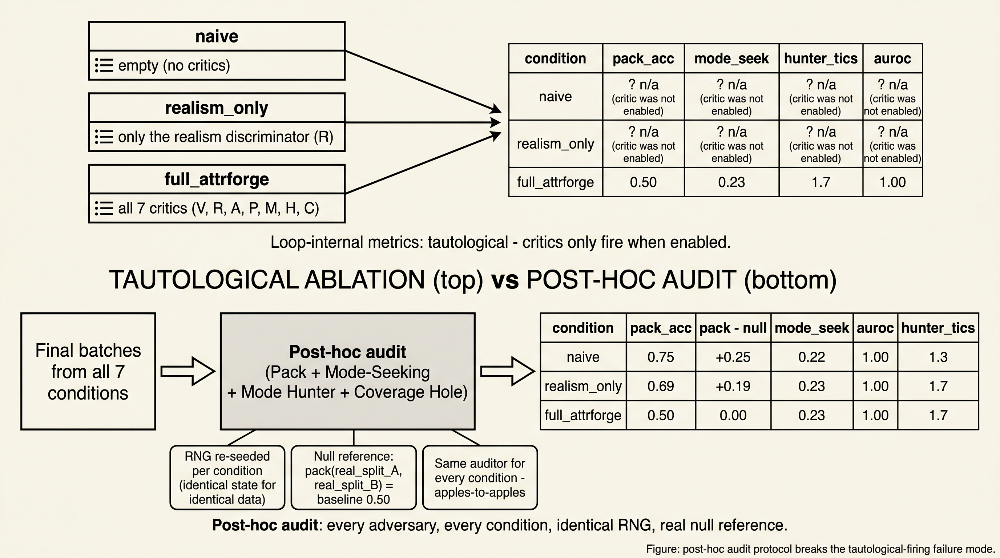 naive
empty (no critics)
realism_only
only the realism discriminator (R)
full_attrforge
all 7 critics (V, R, A, P, M, H, C)
condition pack_acc mode_seek hunter_tics auroc
naive
? n/a
(critic was not
enabled)
? n/a
(critic was not
enabled)
? n/a
(critic was not
enabled)
? n/a
(critic was
not enabled)
realism_only
? n/a
(critic was not
enabled)
? n/a
(critic was not
enabled)
? n/a
(critic was not
enabled)
? n/a
(critic was
not enabled)
full_attrforge 0.50 0.23 1.7 1.00
Loop-internal metrics: tautological - critics only fire when enabled.
TAUTOLOGICAL ABLATION (top) vs POST-HOC AUDIT (bottom)
Final batches
from all 7
conditions
Post-hoc audit
(Pack + Mode-Seeking
+ Mode Hunter + Coverage Hole)
RNG re-seeded
per condition
(identical state for
identical data)
Null reference:
pack(real_split_A,
real_split_B) =
baseline 0.50
Same auditor for
every condition -
apples-to-apples
condition pack_acc pack - null mode_seek auroc hunter_tics
naive 0.75 +0.25 0.22 1.00 1.3
realism_only 0.69 +0.19 0.23 1.00 1.7
full_attrforge 0.50 0.00 0.23 1.00 1.7
Post-hoc audit: every adversary, every condition, identical RNG, real null reference.
Figure: post-hoc audit protocol breaks the tautological-firing failure mode.